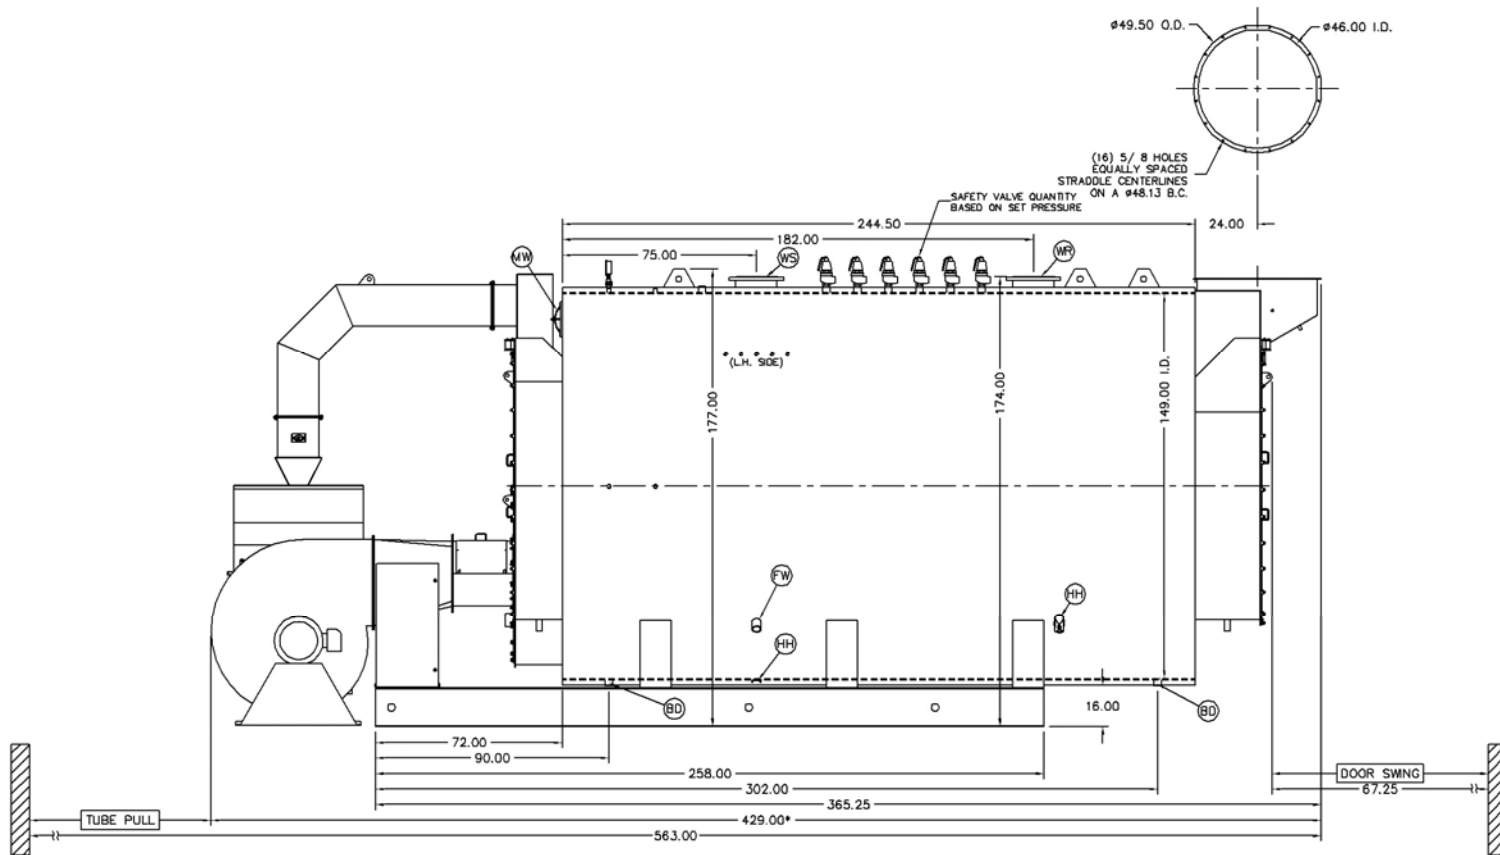 ø49.50 O.D.
ø46.00 I.D.
(16) 5/ 8 HOLES
EQUALLY SPACED
STRADDLE CENTERLINES
ON A ø48.13 B.C.
SAFETY VALVE QUANTITY
BASED ON SET PRESSURE
244.50
24.00
182.00
75.00
MW
WS
WR
(L.H. SIDE)
177.00
174.00
149.00 I.D.
FW
HH
HH
BD
BD
16.00
72.00
90.00
258.00
302.00
365.25
DOOR SWING
67.25
TUBE PULL
429.00*
563.00